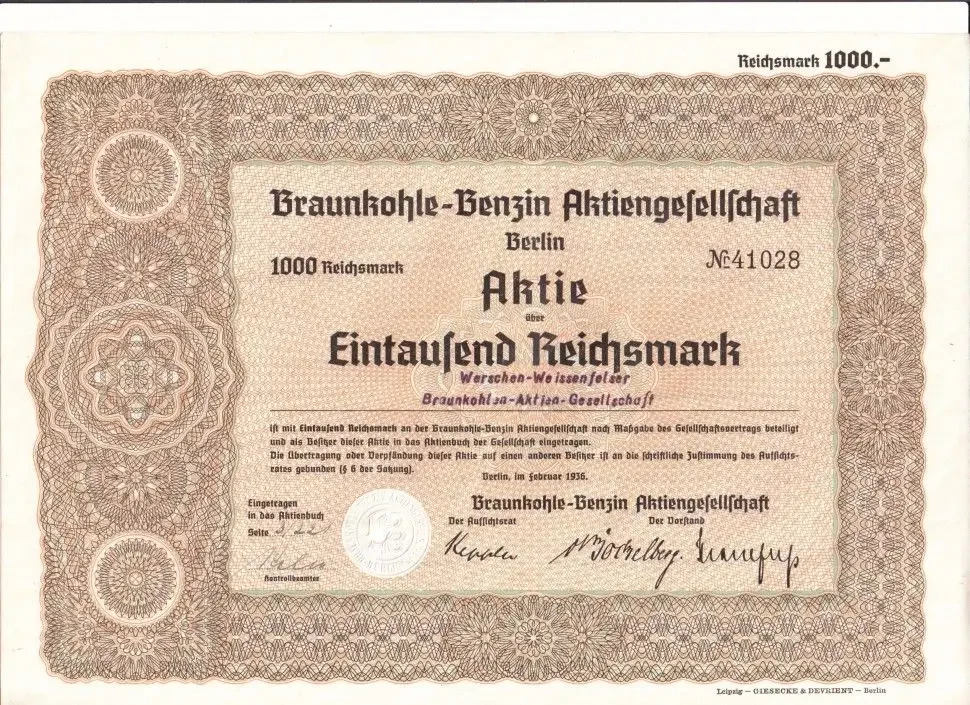 Reichsmark 1000.-
Braunkohle-Benzin Aktiengesellschaft
Berlin
1000 Reichsmark
№ 41028
Aktie
über
Eintausend Reichsmark
Werschen-Weissenfelser
Braunkohlen-Aktien-Gesellschaft
ist mit Eintausend Reichsmark an der Braunkohle-Benzin Aktiengesellschaft nach Maßgabe des Gesellschaftsvertrags beteiligt
und als Besitzer dieser Aktie in das Aktienbuch der Gesellschaft eingetragen.
Die Übertragung oder Verpfändung dieser Aktie auf einen anderen Besitzer ist an die schriftliche Zustimmung des Aufsichts-
rates gebunden (§ 6 der Satzung).
Berlin, im Februar 1936.
Eingetragen
in das Aktienbuch
Seite
Kontrollbeamter
Braunkohle-Benzin Aktiengesellschaft
Der Aufsichtsrat
Der Vorstand
Keppler
Leipzig – GIESECKE & DEVRIENT – Berlin